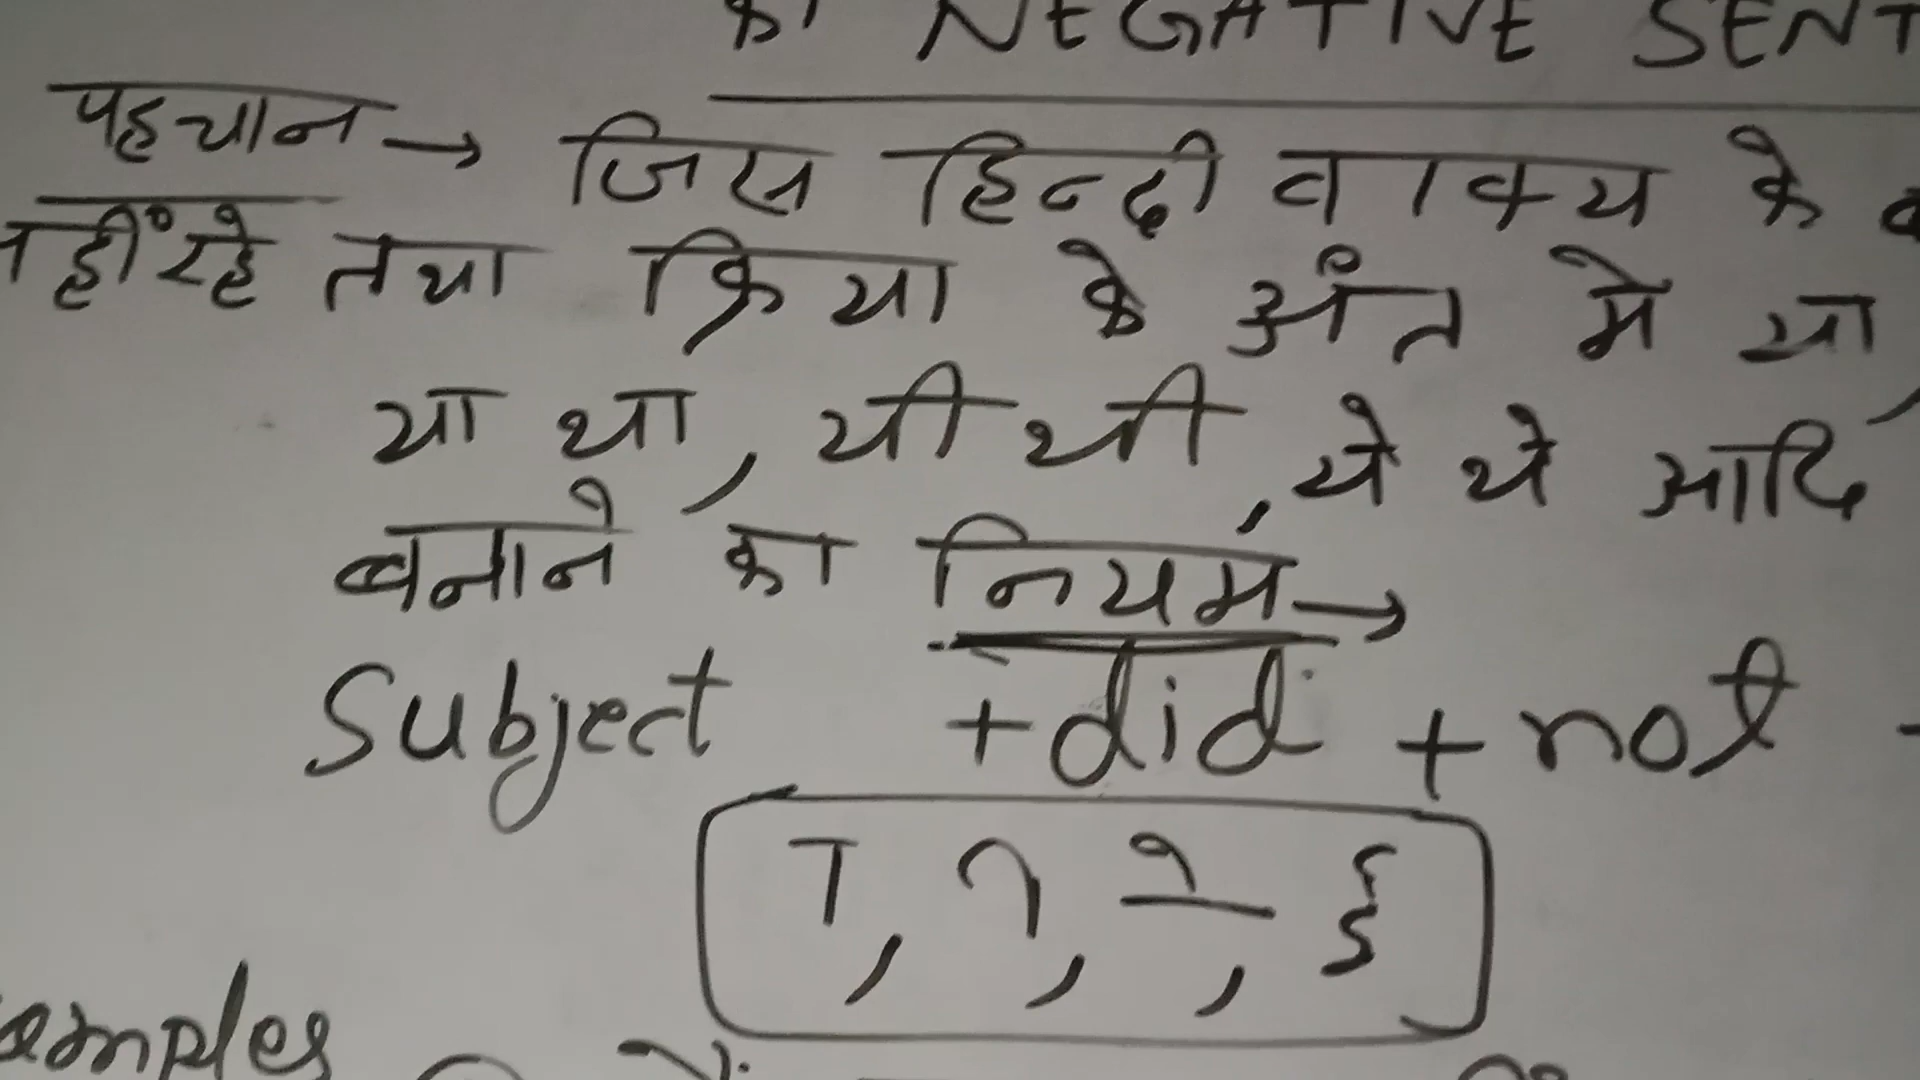 का NEGATIVE SENT
पहचान → जिस हिन्दी वाक्य के
नहीं रहे तथा क्रिया के अंत में या,
या था, यी थी, ये थे आदि
बनाने का नियम →
Subject + did + not
ा, ी, े ई
amples